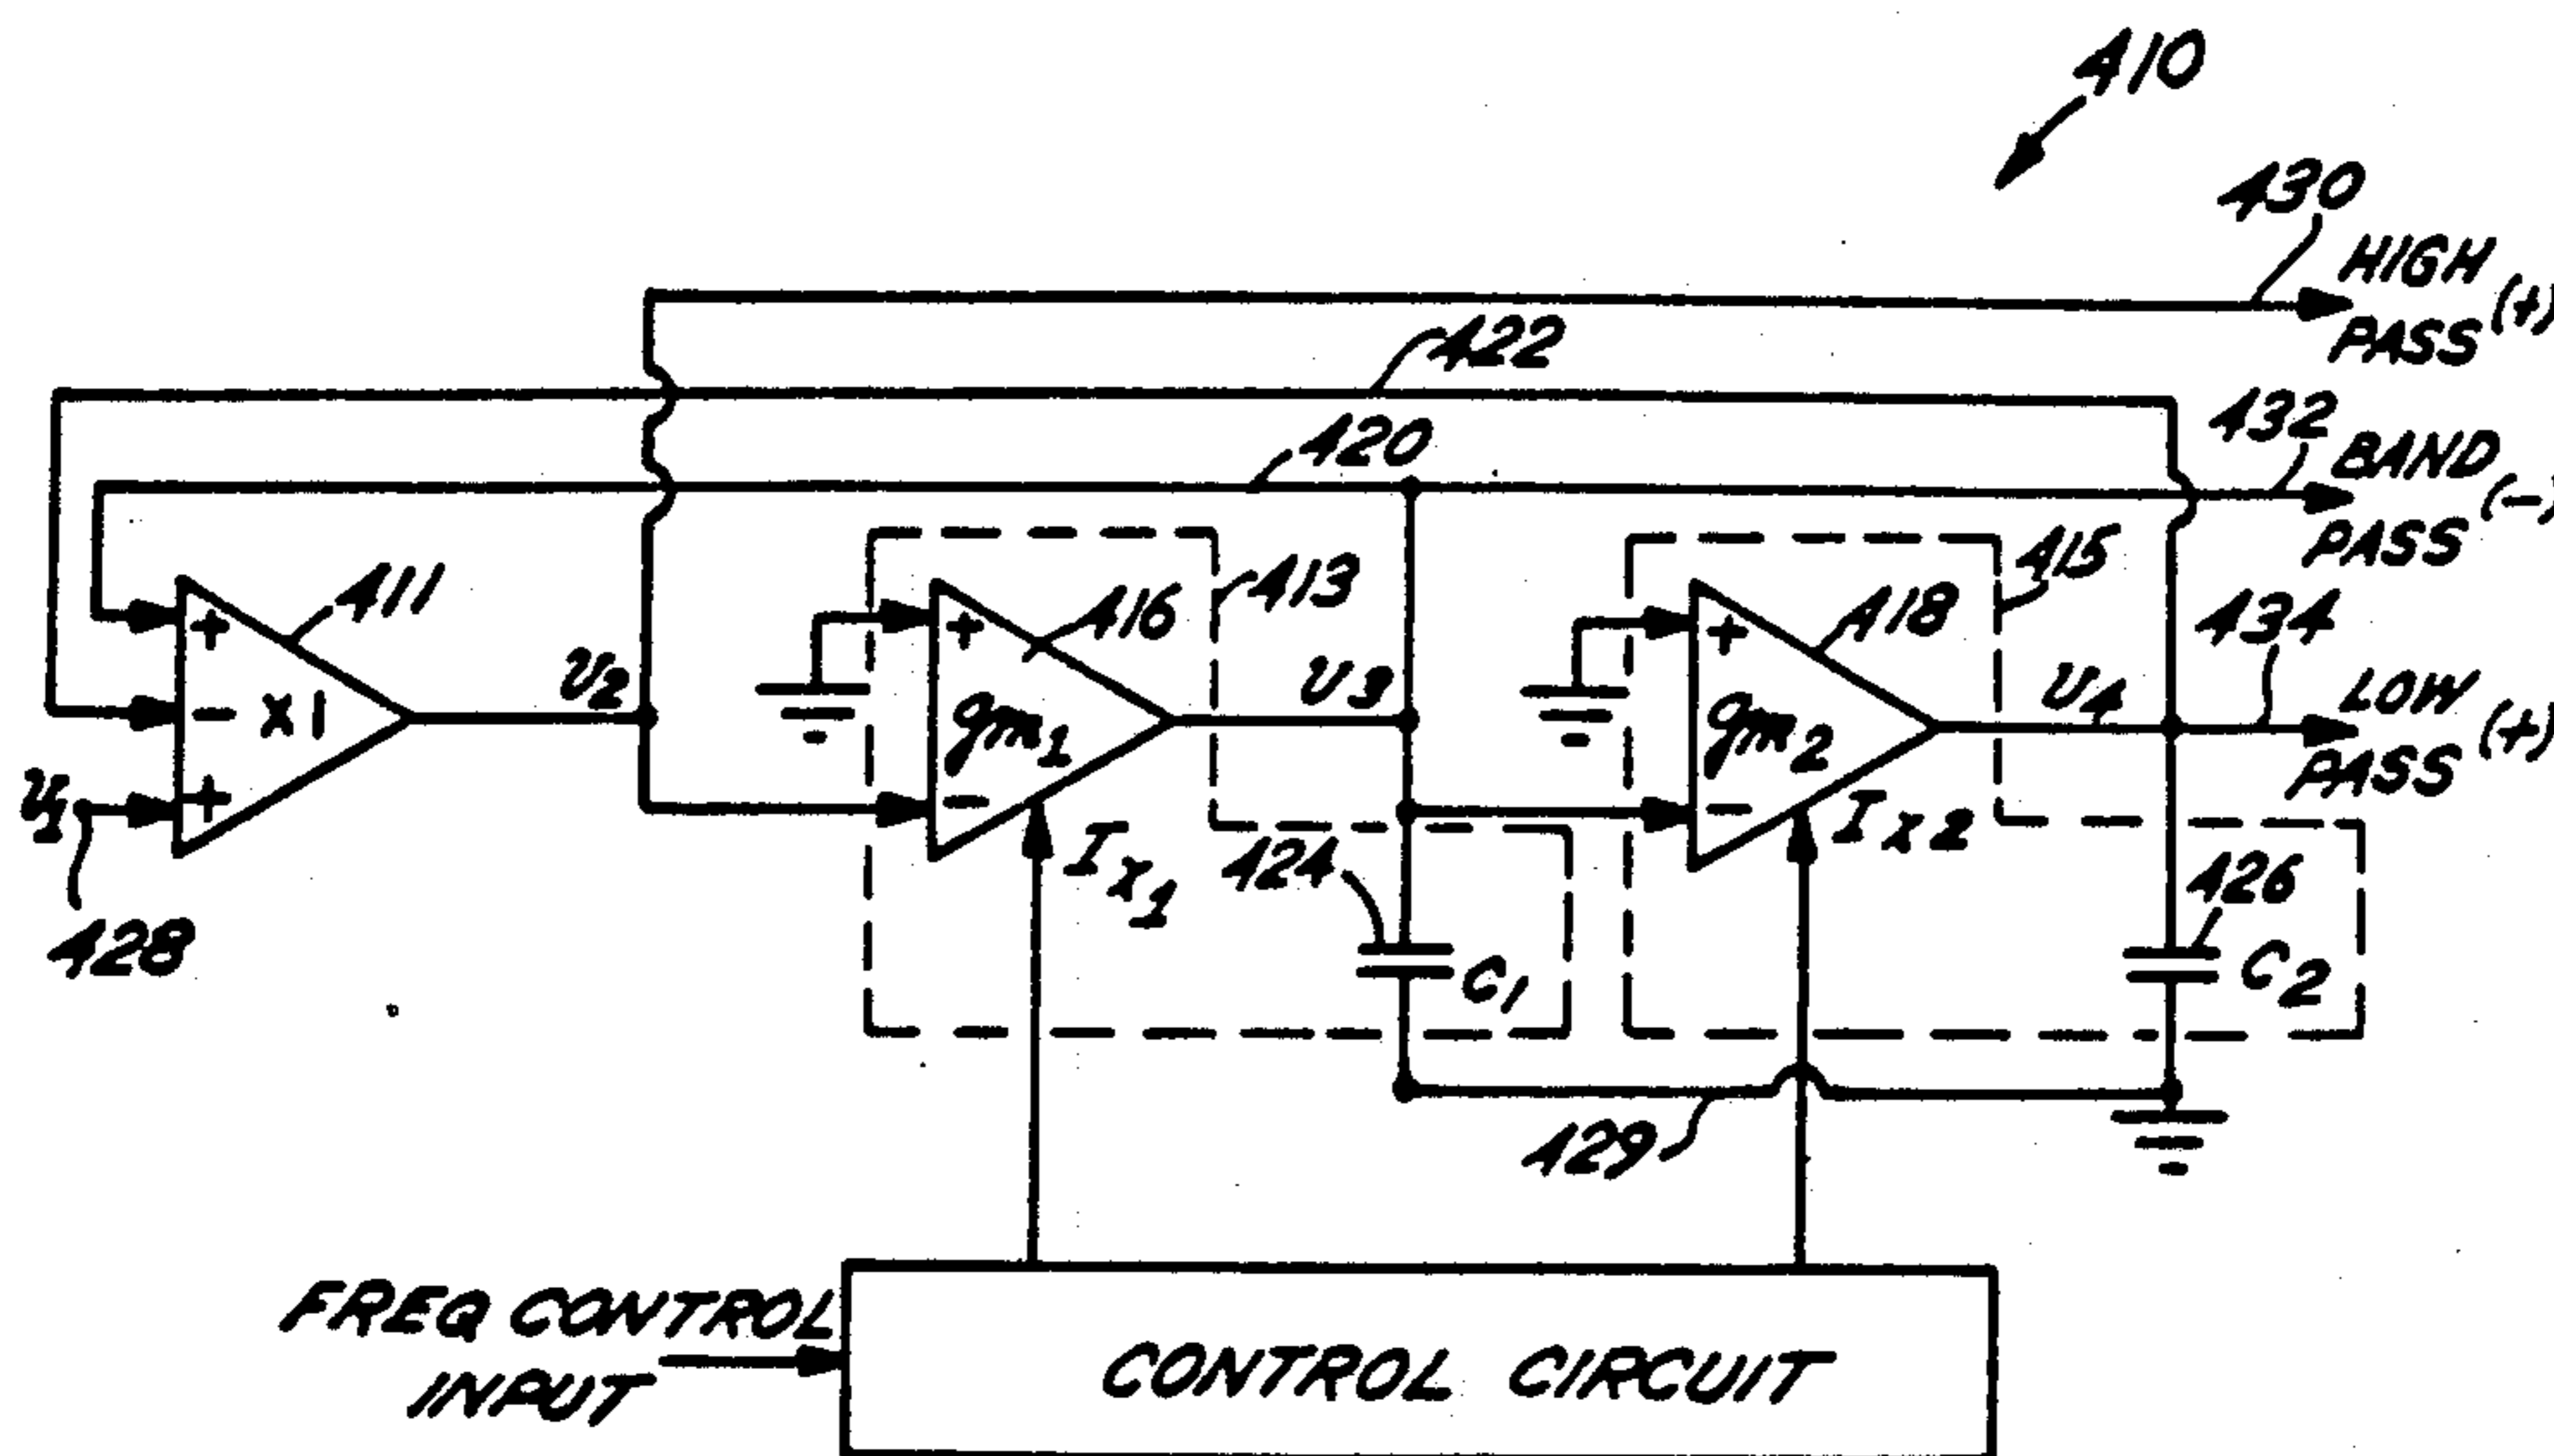 410
430
HIGH
PASS (+)
422
432
420
BAND
PASS (-)
411
+
- X1
+
V1
428
V2
416
+
gm1
-
413
V3
IX1
424
C1
418
+
gm2
-
415
V4
434
LOW
PASS (+)
IX2
426
C2
429
FREQ CONTROL
INPUT
CONTROL CIRCUIT